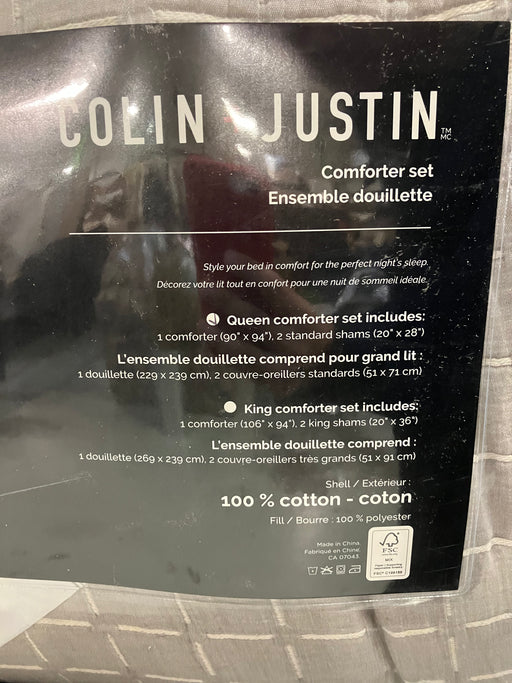 COLIN JUSTIN TM MC
Comforter set
Ensemble douillette
Style your bed in comfort for the perfect night's sleep.
Décorez votre lit tout en confort pour une nuit de sommeil idéale.
Queen comforter set includes:
1 comforter (90" x 94"), 2 standard shams (20" x 28")
L'ensemble douillette comprend pour grand lit :
1 douillette (229 x 239 cm), 2 couvre-oreillers standards (51 x 71 cm)
King comforter set includes:
1 comforter (106" x 94"), 2 king shams (20" x 36")
L'ensemble douillette comprend :
1 douillette (269 x 239 cm), 2 couvre-oreillers très grands (51 x 91 cm)
Shell / Extérieur :
100 % cotton - coton
Fill / Bourre : 100 % polyester
Made in China.
Fabriqué en Chine.
CA 07043.
FSC
MIX